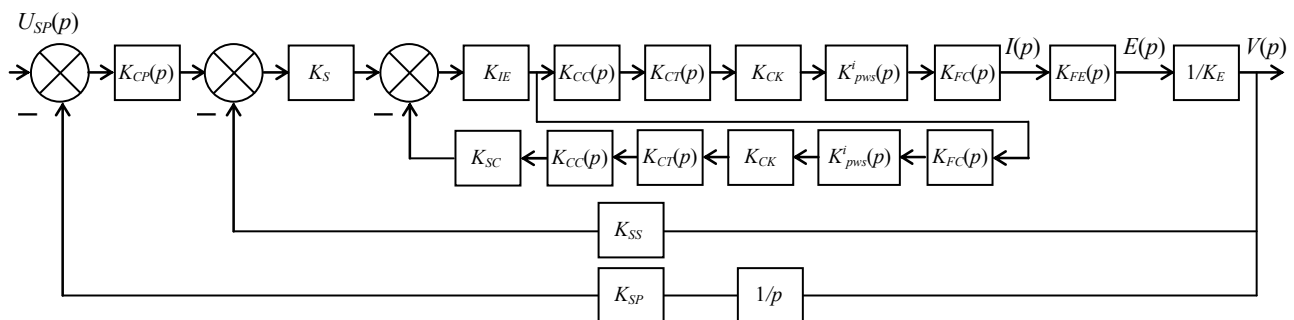 U_SP(p)
K_CP(p) K_S K_IE K_CC(p) K_CT(p) K_CK K^i_pws(p) K_FC(p) I(p) K_FE(p) E(p) 1/K_E V(p)
− − −
K_SC K_CC(p) K_CT(p) K_CK K^i_pws(p) K_FC(p)
K_SS
K_SP 1/p